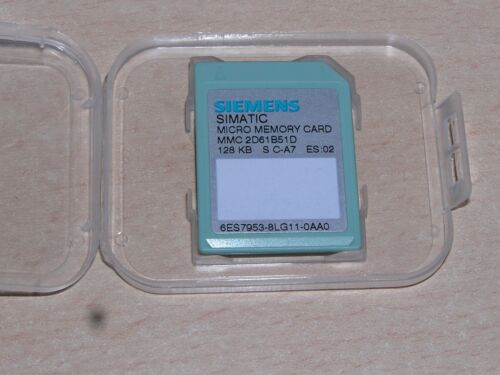 SIEMENS
SIMATIC
MICRO MEMORY CARD
MMC 2D61B51D
128 KB S C-A7 ES:02
6ES7953-8LG11-0AA0